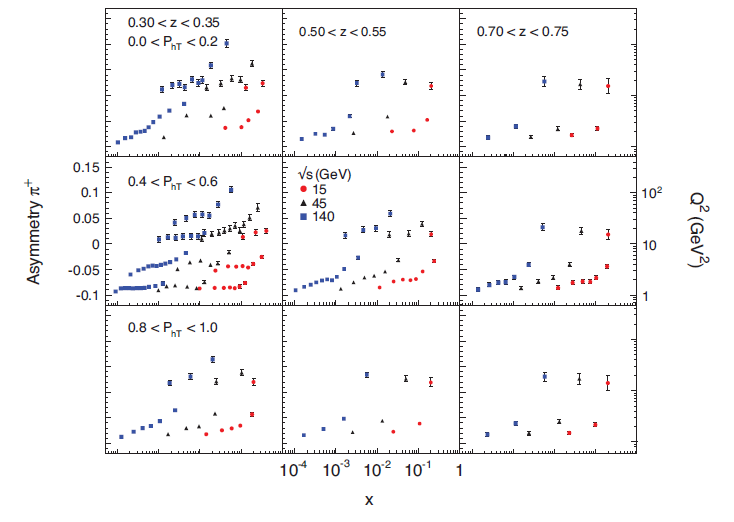 0.30 < z < 0.35
0.0 < P_hT < 0.2
0.50 < z < 0.55
0.70 < z < 0.75
Asymmetry π⁺
0.15
0.1
0.05
0
-0.05
-0.1
0.4 < P_hT < 0.6
√s (GeV)
15
45
140
10²
10
1
Q² (GeV²)
0.8 < P_hT < 1.0
10⁻⁴ 10⁻³ 10⁻² 10⁻¹ 1
x